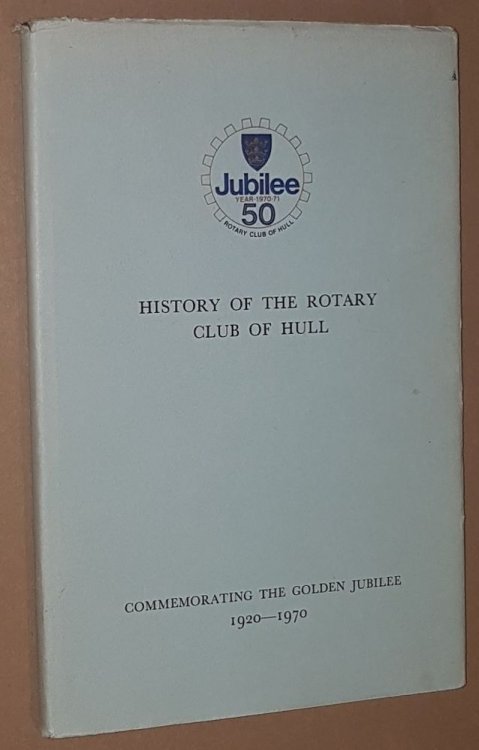 Jubilee
YEAR·1970-71
50
ROTARY CLUB OF HULL
HISTORY OF THE ROTARY
CLUB OF HULL
COMMEMORATING THE GOLDEN JUBILEE
1920—1970